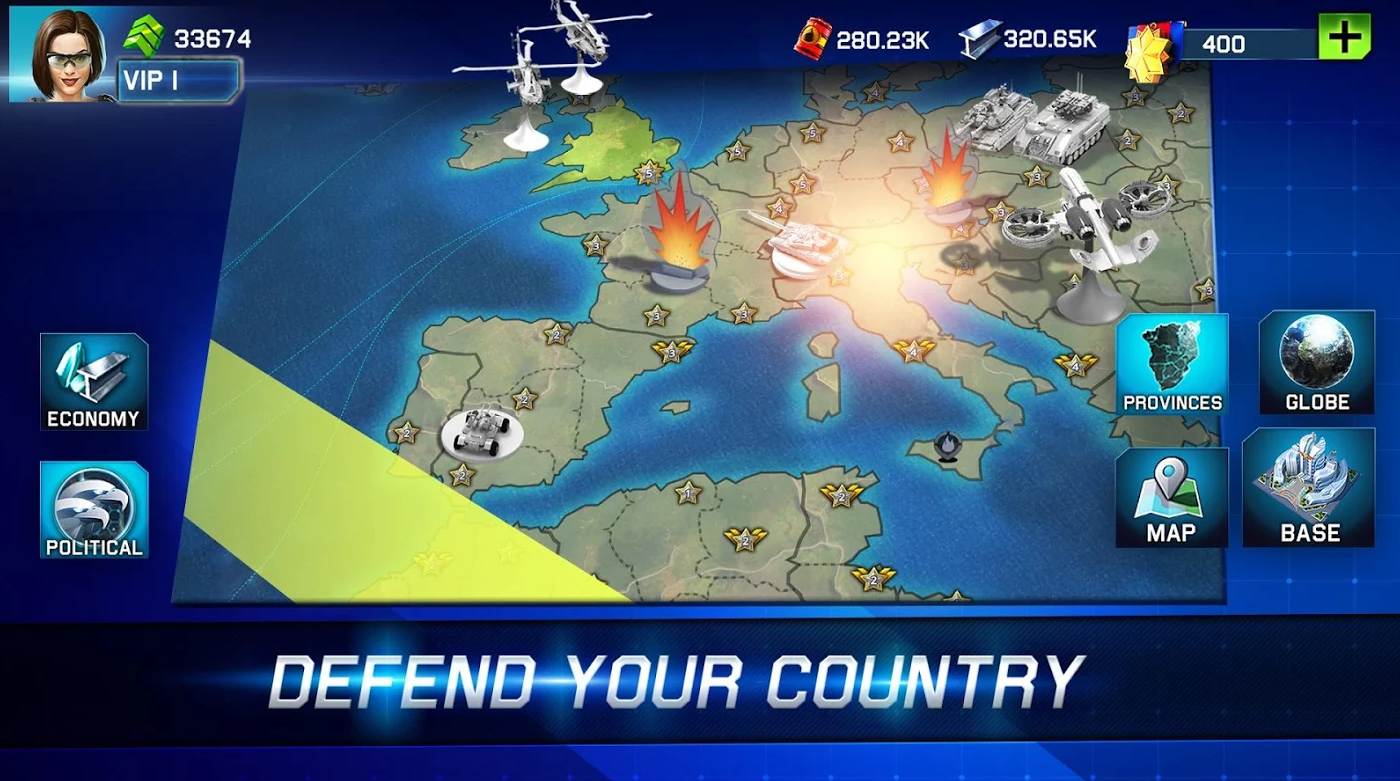 33674
VIP I
280.23K
320.65K
400
ECONOMY
POLITICAL
PROVINCES
GLOBE
MAP
BASE
DEFEND YOUR COUNTRY